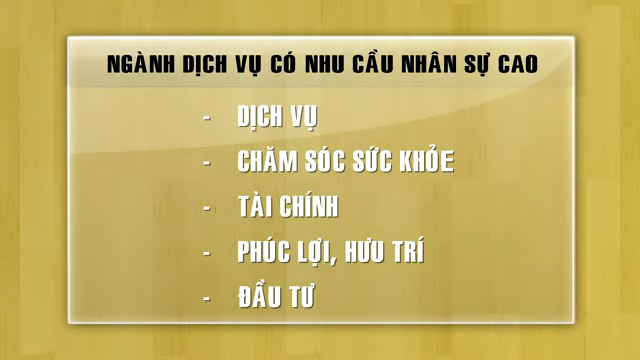 NGÀNH DỊCH VỤ CÓ NHU CẦU NHÂN SỰ CAO
- DỊCH VỤ
- CHĂM SÓC SỨC KHỎE
- TÀI CHÍNH
- PHÚC LỢI, HƯU TRÍ
- ĐẦU TƯ